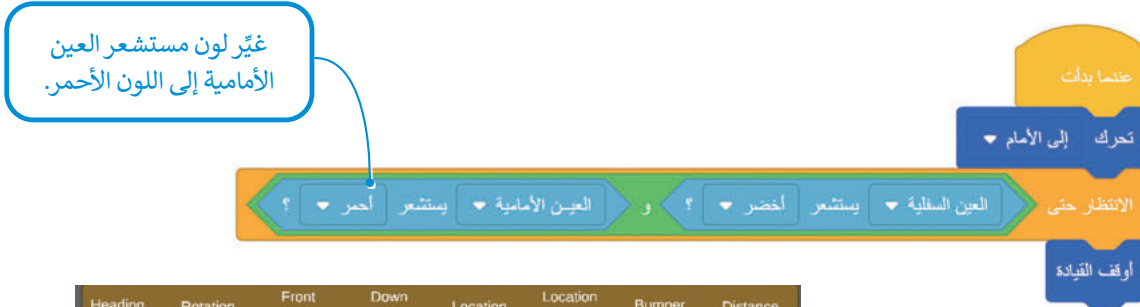 غيِّر لون مستشعر العين
الأمامية إلى اللون الأحمر.
عندما بدأت
تحرك إلى الأمام
الانتظار حتى العين السفلية يستشعر أخضر ؟ و العيـن الأمامية يستشعر أحمر ؟
أوقف القيادة
Heading Rotation Front Down Location Location Bumper Distance